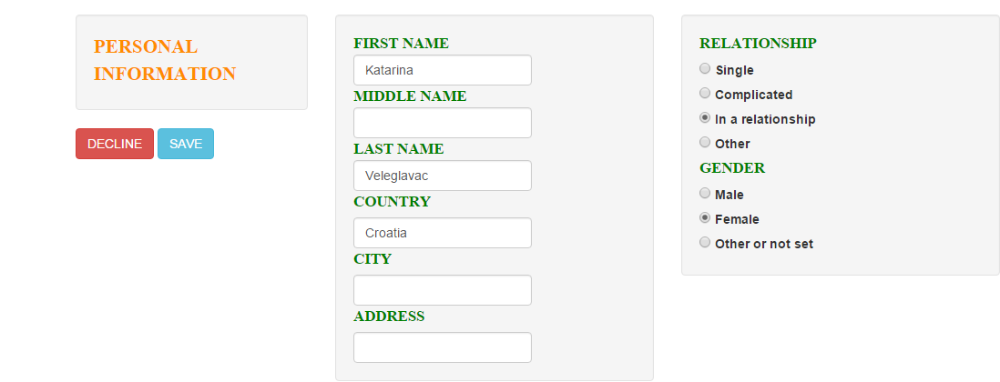 PERSONAL
INFORMATION
DECLINE
SAVE
FIRST NAME
Katarina
MIDDLE NAME
LAST NAME
Veleglavac
COUNTRY
Croatia
CITY
ADDRESS
RELATIONSHIP
Single
Complicated
In a relationship
Other
GENDER
Male
Female
Other or not set